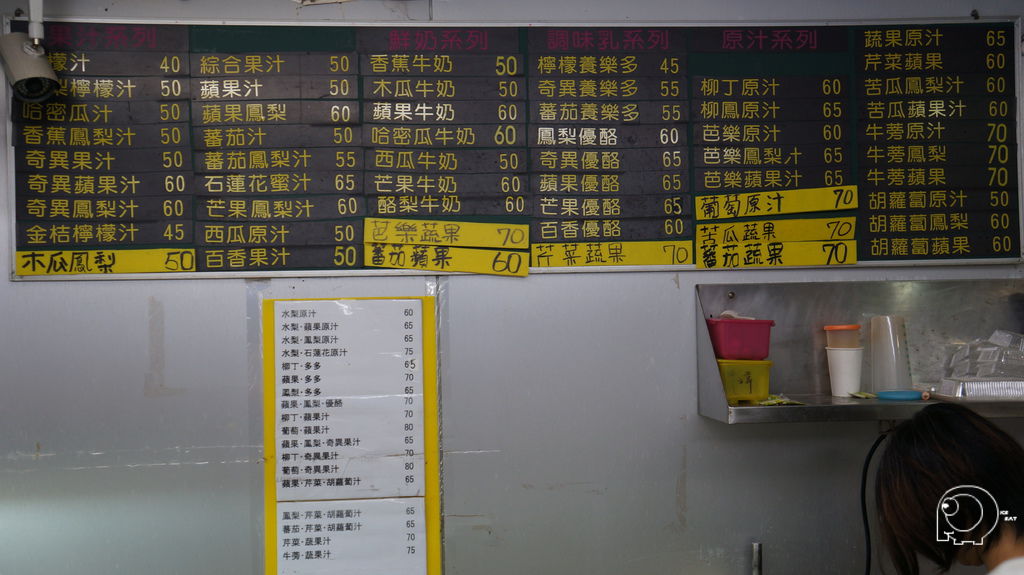 果汁系列
汁 40
檸檬汁 50
哈密瓜汁 50
香蕉鳳梨汁 50
奇異果汁 50
奇異蘋果汁 60
奇異鳳梨汁 60
金桔檸檬汁 45
木瓜鳳梨 50
綜合果汁 50
蘋果汁 50
蘋果鳳梨 60
蕃茄汁 50
蕃茄鳳梨汁 55
石蓮花蜜汁 65
芒果鳳梨汁 60
西瓜原汁 50
百香果汁 50
鮮奶系列
香蕉牛奶 50
木瓜牛奶 50
蘋果牛奶 60
哈密瓜牛奶 60
西瓜牛奶 50
芒果牛奶 60
酪梨牛奶 60
芭樂蔬果 70
蕃茄蘋果 60
調味乳系列
檸檬養樂多 45
奇異養樂多 55
蕃茄養樂多 55
鳳梨優酪 60
奇異優酪 65
蘋果優酪 65
芒果優酪 65
百香優酪 60
芹菜蔬果 70
原汁系列
柳丁原汁 60
柳鳳原汁 65
芭樂原汁 60
芭樂鳳梨汁 65
芭樂蘋果汁 65
葡萄原汁 70
苦瓜蔬果 70
蕃茄蔬果 70
蔬果原汁 65
芹菜蘋果 60
苦瓜鳳梨汁 60
苦瓜蘋果汁 60
牛蒡原汁 70
牛蒡鳳梨 70
牛蒡蘋果 70
胡蘿蔔原汁 50
胡蘿蔔鳳梨 60
胡蘿蔔蘋果 60
水梨原汁 60
水梨·蘋果原汁 65
水梨·鳳梨原汁 65
水梨·石蓮花原汁 75
柳丁·多多 65
蘋果·多多 70
鳳梨·多多 65
蘋果·鳳梨·優酪 70
柳丁·蘋果汁 70
葡萄·蘋果汁 80
蘋果·鳳梨·奇異果汁 65
柳丁·奇異果汁 70
葡萄·奇異果汁 80
蘋果·芹菜·胡蘿蔔汁 65
鳳梨·芹菜·胡蘿蔔汁 65
蕃茄·芹菜·胡蘿蔔汁 65
芹菜·蔬果汁 70
牛蒡·蔬果汁 75
ICE
EAT